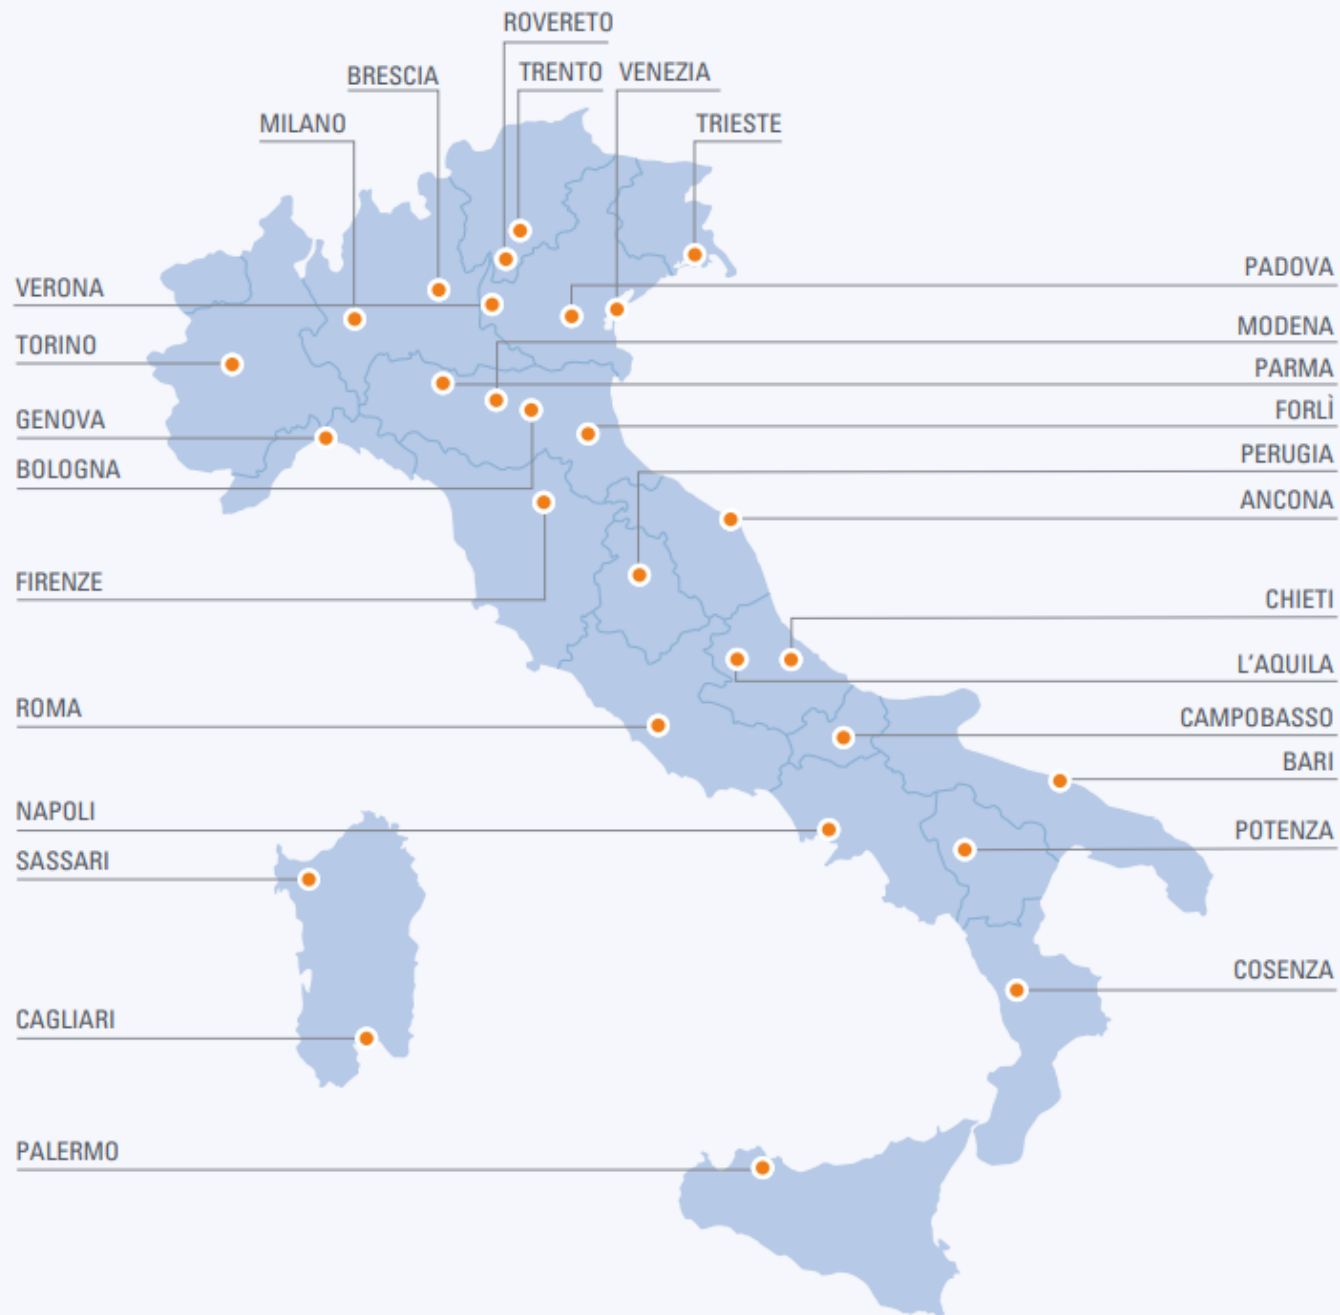 ROVERETO
BRESCIA
TRENTO
VENEZIA
MILANO
TRIESTE
VERONA
TORINO
GENOVA
BOLOGNA
FIRENZE
ROMA
NAPOLI
SASSARI
CAGLIARI
PALERMO
PADOVA
MODENA
PARMA
FORLÌ
PERUGIA
ANCONA
CHIETI
L'AQUILA
CAMPOBASSO
BARI
POTENZA
COSENZA